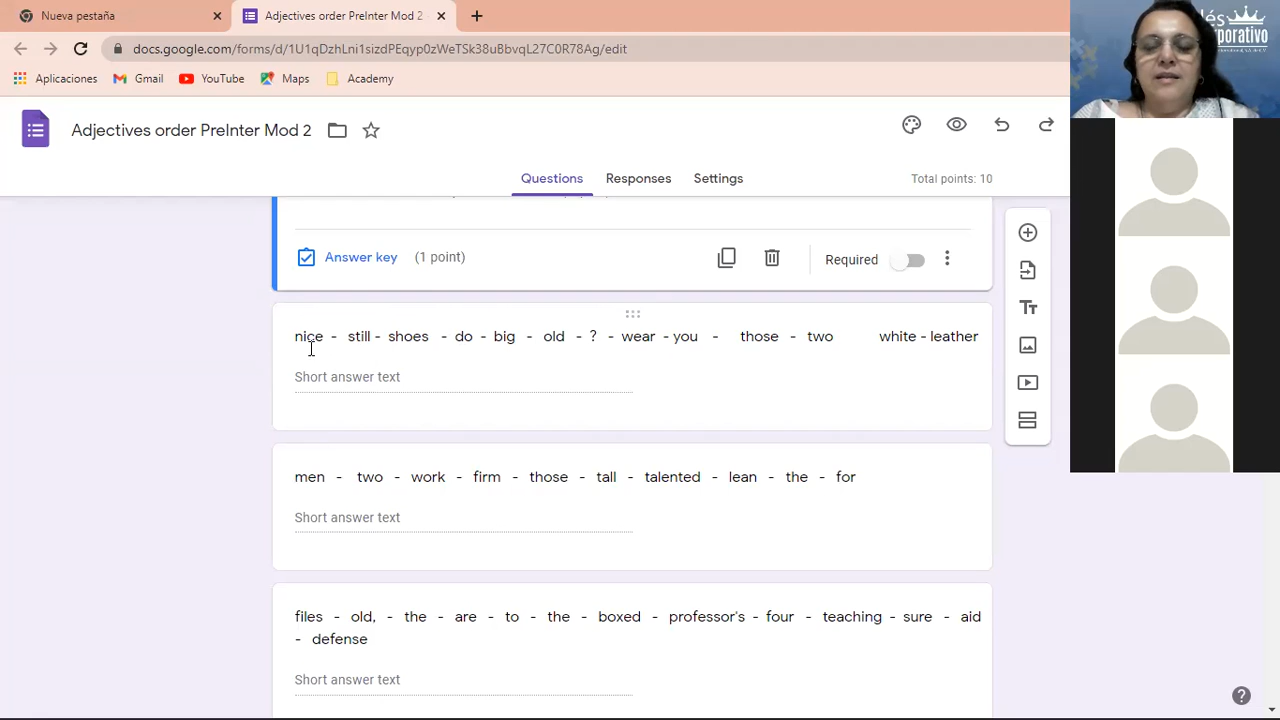 Nueva pestaña
Adjectives order PreInter Mod 2
docs.google.com/forms/d/1U1qDzhLni1sizdPEqyp0zWeTSk38uBbvqL27C0R78Ag/edit
Aplicaciones Gmail YouTube Maps Academy
Adjectives order PreInter Mod 2
Questions Responses Settings Total points: 10
Answer key (1 point) Required
nice - still - shoes - do - big - old - ? - wear - you - those - two white - leather
Short answer text
men - two - work - firm - those - tall - talented - lean - the - for
Short answer text
files - old, - the - are - to - the - boxed - professor's - four - teaching - sure - aid
- defense
Short answer text